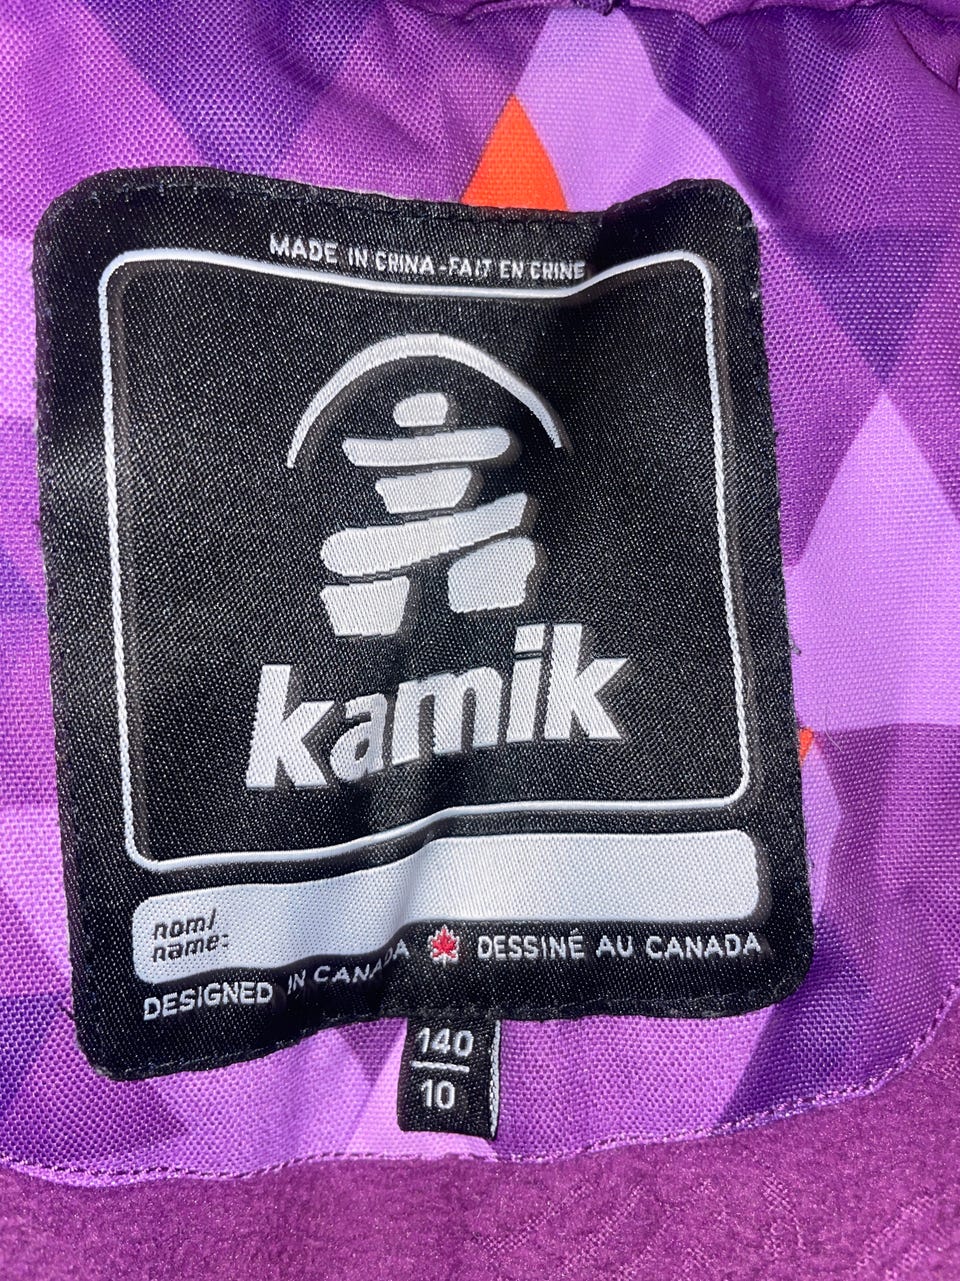 MADE IN CHINA - FAIT EN CHINE
kamik
nom/
name:
DESIGNED IN CANADA DESSINÉ AU CANADA
140
10